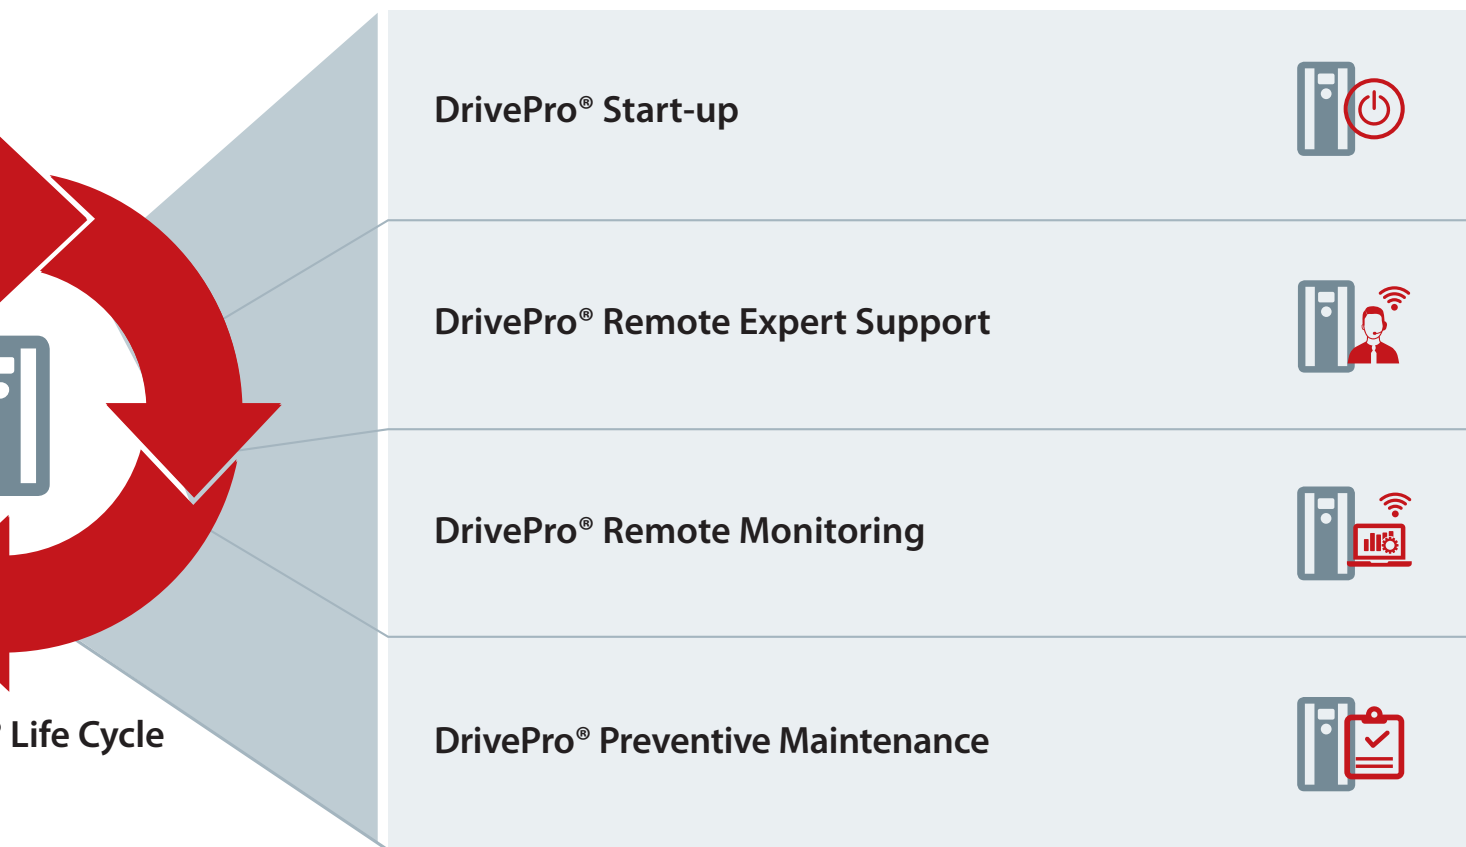 DrivePro® Start-up
DrivePro® Remote Expert Support
DrivePro® Remote Monitoring
DrivePro® Preventive Maintenance
® Life Cycle